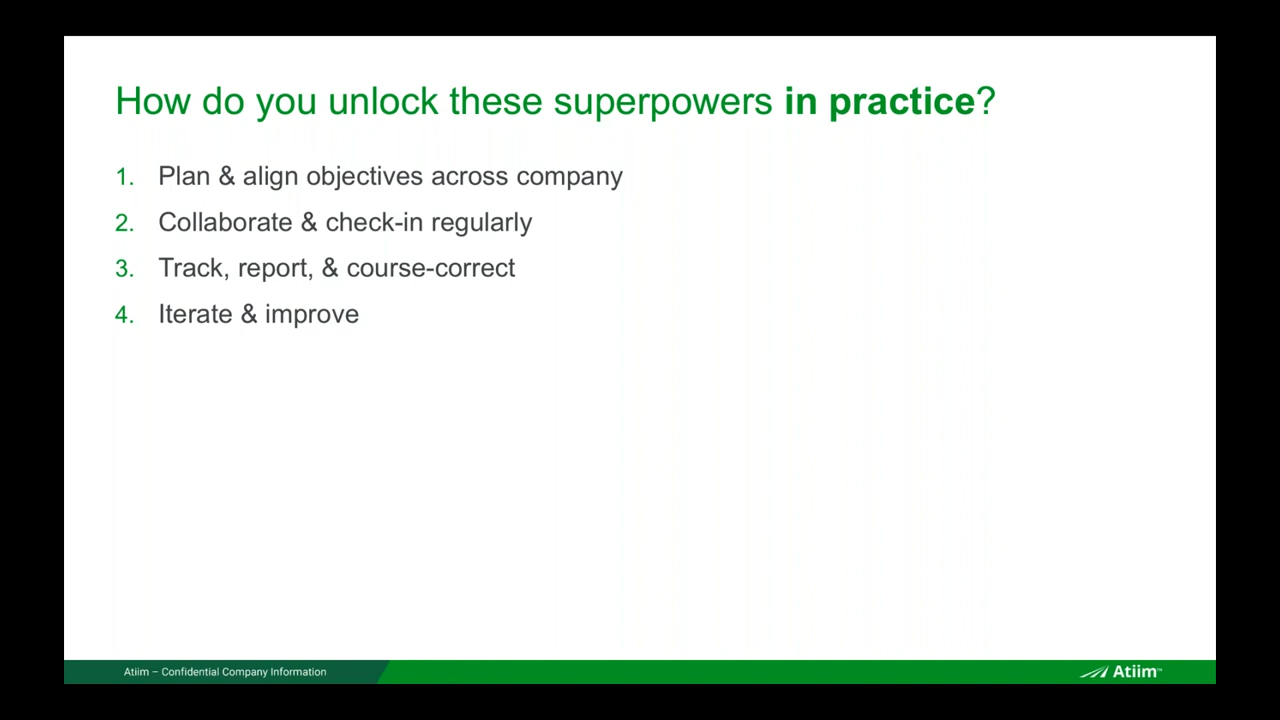 How do you unlock these superpowers in practice?
1. Plan & align objectives across company
2. Collaborate & check-in regularly
3. Track, report, & course-correct
4. Iterate & improve
Atiim – Confidential Company Information
Atiim™